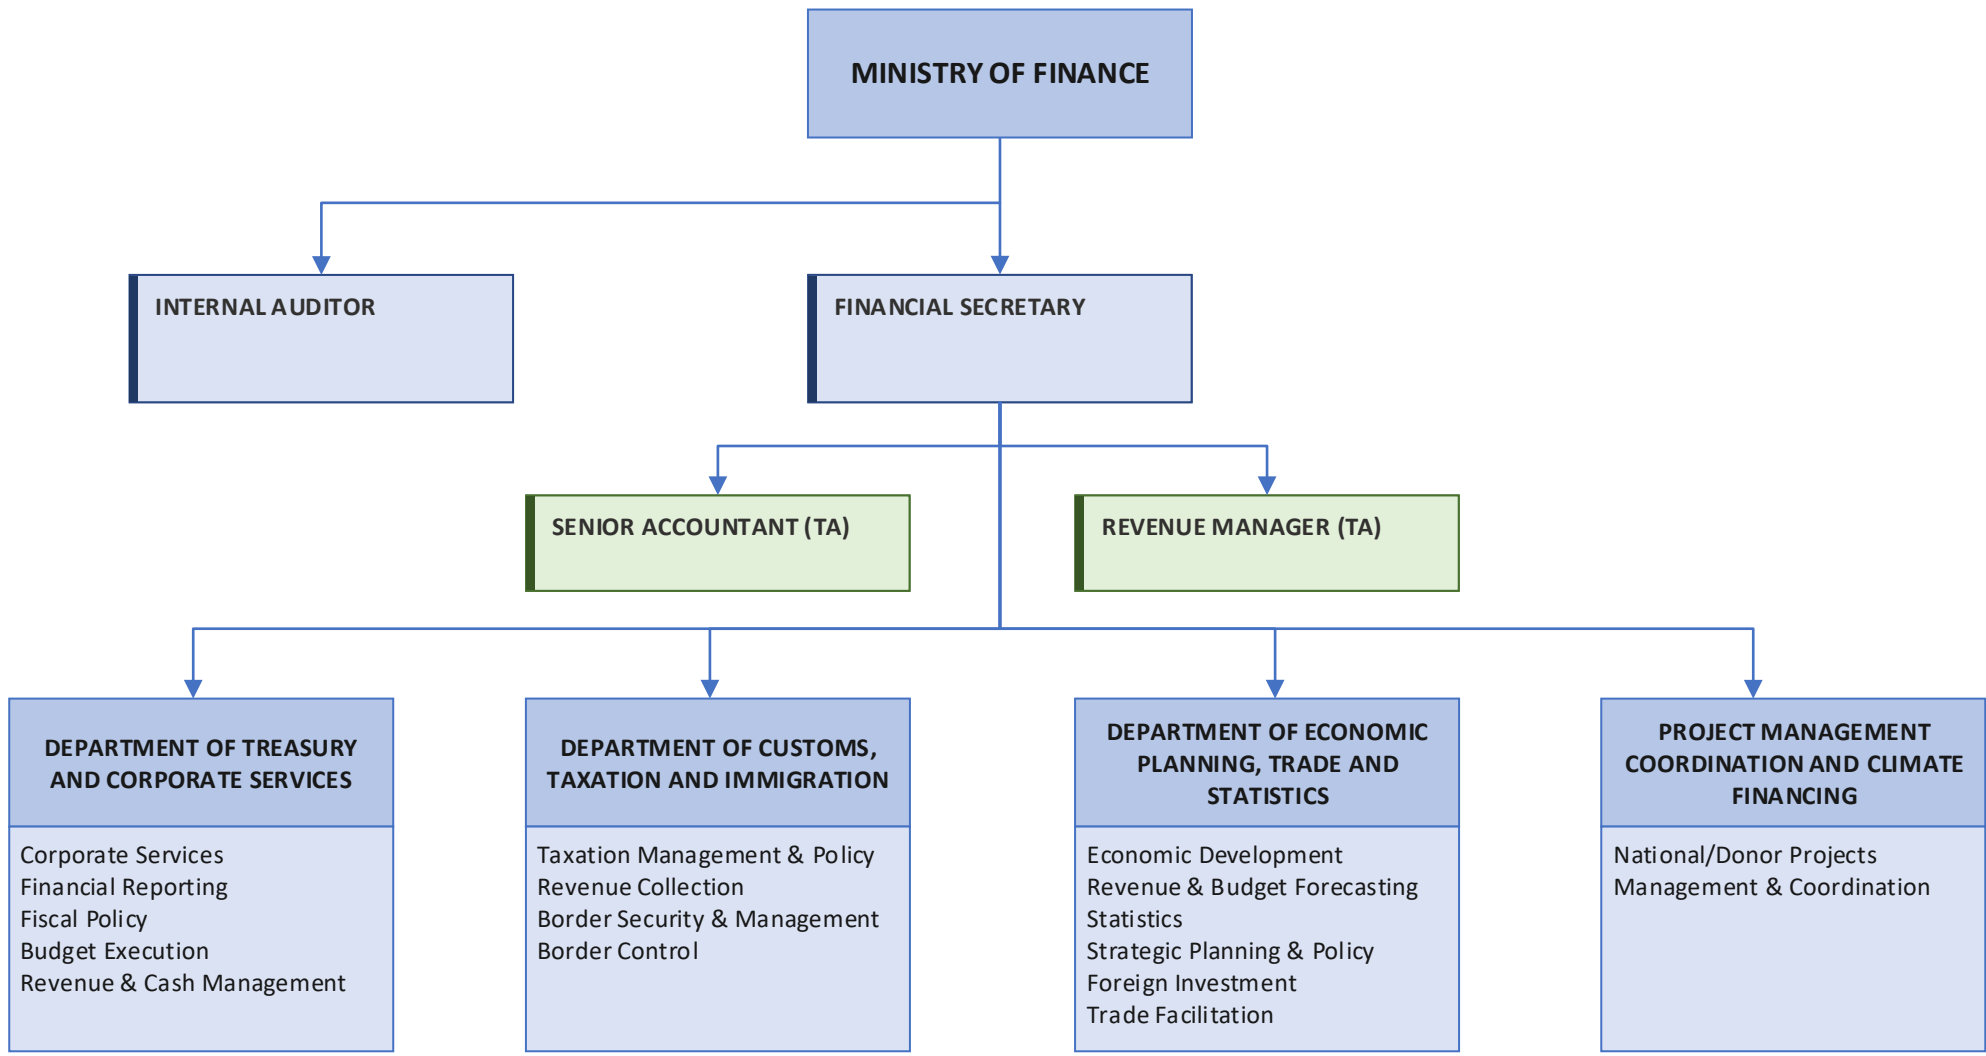 MINISTRY OF FINANCE
INTERNAL AUDITOR
FINANCIAL SECRETARY
SENIOR ACCOUNTANT (TA)
REVENUE MANAGER (TA)
DEPARTMENT OF TREASURY
AND CORPORATE SERVICES
Corporate Services
Financial Reporting
Fiscal Policy
Budget Execution
Revenue & Cash Management
DEPARTMENT OF CUSTOMS,
TAXATION AND IMMIGRATION
Taxation Management & Policy
Revenue Collection
Border Security & Management
Border Control
DEPARTMENT OF ECONOMIC
PLANNING, TRADE AND
STATISTICS
Economic Development
Revenue & Budget Forecasting
Statistics
Strategic Planning & Policy
Foreign Investment
Trade Facilitation
PROJECT MANAGEMENT
COORDINATION AND CLIMATE
FINANCING
National/Donor Projects
Management & Coordination